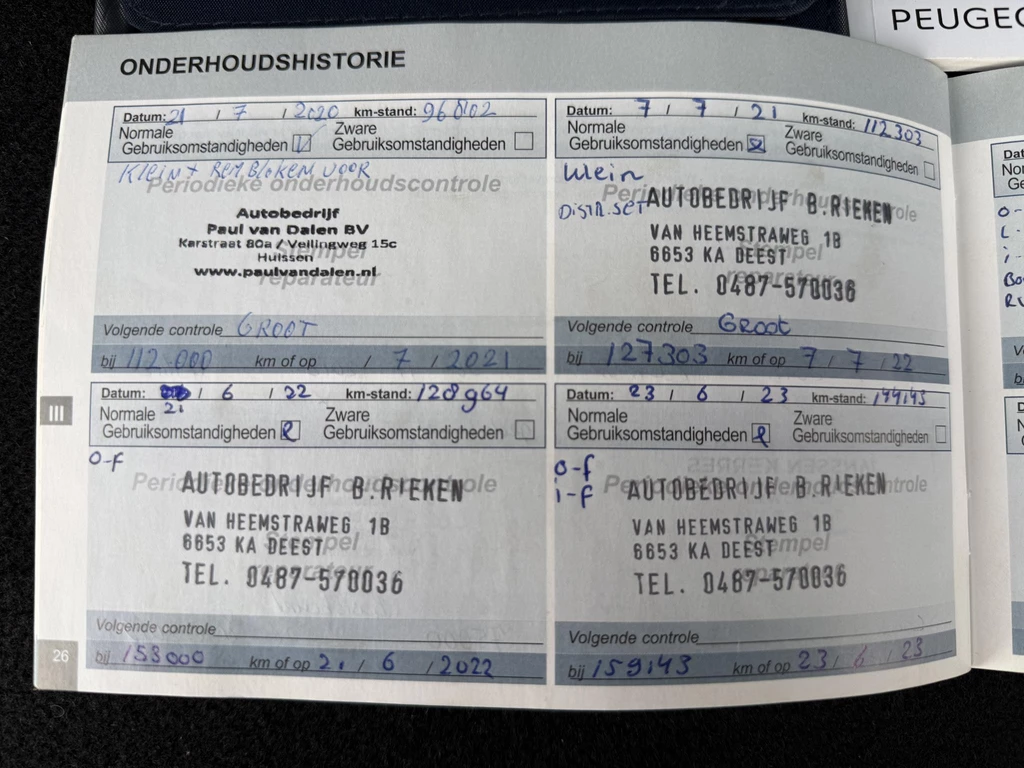 PEUGEO
ONDERHOUDSHISTORIE
Datum: 21 / 7 / 2020 km-stand: 96802
Normale Gebruiksomstandigheden
Zware Gebruiksomstandigheden
Klein + Rem Blokken voor
Periodieke onderhoudscontrole
Autobedrijf
Paul van Dalen BV
Karstraat 80a / Veilingweg 15c
Huissen
www.paulvandalen.nl
Stempel
reparateur
Volgende controle GROOT
bij 112.000 km of op / 7 / 2021
Datum: 7 / 7 / 21 km-stand: 112303
Normale Gebruiksomstandigheden
Zware Gebruiksomstandigheden
klein
DISTR. SET
AUTOBEDRIJF B.RIEKEN
VAN HEEMSTRAWEG 1B
6653 KA DEEST
TEL. 0487-570036
Volgende controle Groot
bij 127.303 km of op 7 / 7 / 22
Datum: / 6 / 22 km-stand: 128964
21
Normale Gebruiksomstandigheden
Zware Gebruiksomstandigheden
O-F
AUTOBEDRIJF B.RIEKEN
VAN HEEMSTRAWEG 1B
6653 KA DEEST
TEL. 0487-570036
Volgende controle
bij 153000 km of op 21 / 6 / 2022
Datum: 23 / 6 / 23 km-stand: 144143
Normale Gebruiksomstandigheden
Zware Gebruiksomstandigheden
O-F
i-F
AUTOBEDRIJF B.RIEKEN
VAN HEEMSTRAWEG 1B
6653 KA DEEST
TEL. 0487-570036
Volgende controle
bij 159143 km of op 23 / 6 / 23
III
26